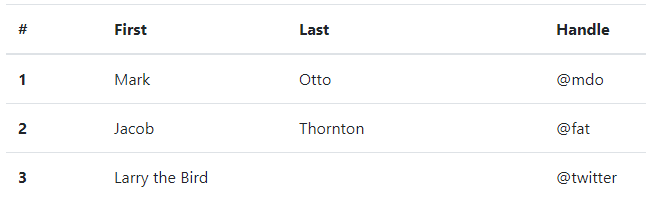 # First Last Handle
1 Mark Otto @mdo
2 Jacob Thornton @fat
3 Larry the Bird @twitter